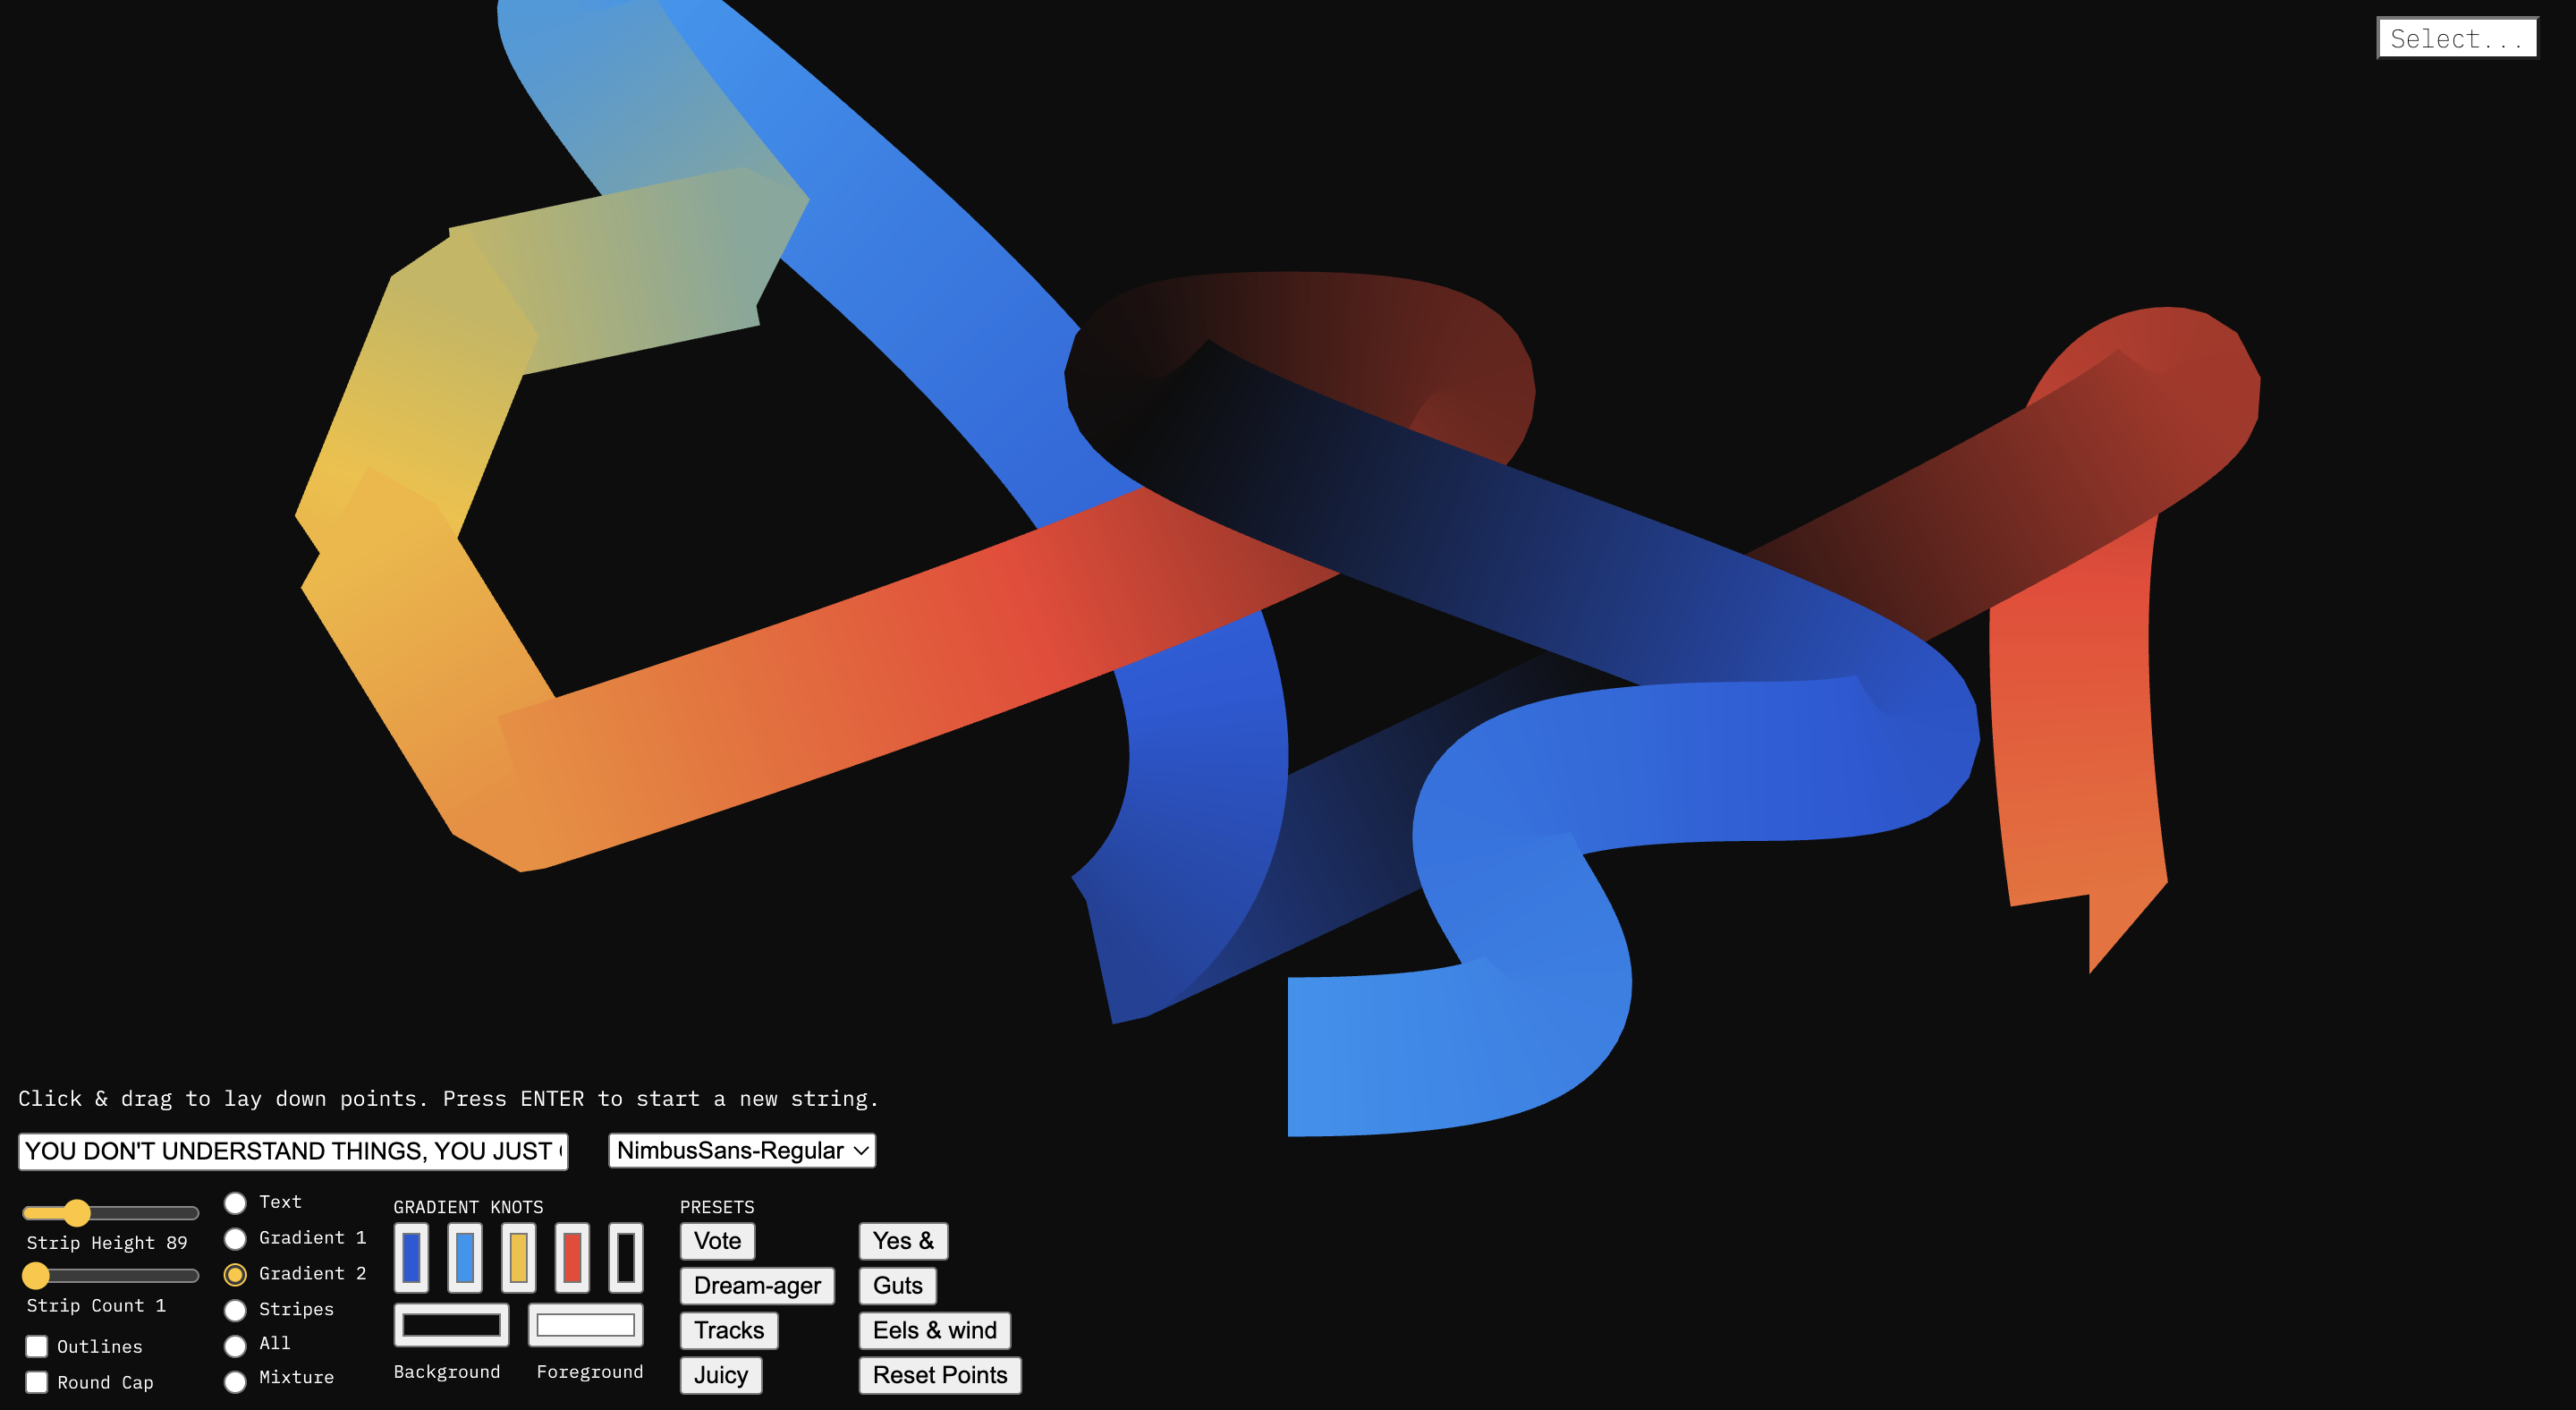 Select...
Click & drag to lay down points. Press ENTER to start a new string.
YOU DON'T UNDERSTAND THINGS, YOU JUST
NimbusSans-Regular
Strip Height 89
Strip Count 1
Outlines
Round Cap
Text
Gradient 1
Gradient 2
Stripes
All
Mixture
GRADIENT KNOTS
Background Foreground
PRESETS
Vote Yes &
Dream-ager Guts
Tracks Eels & wind
Juicy Reset Points